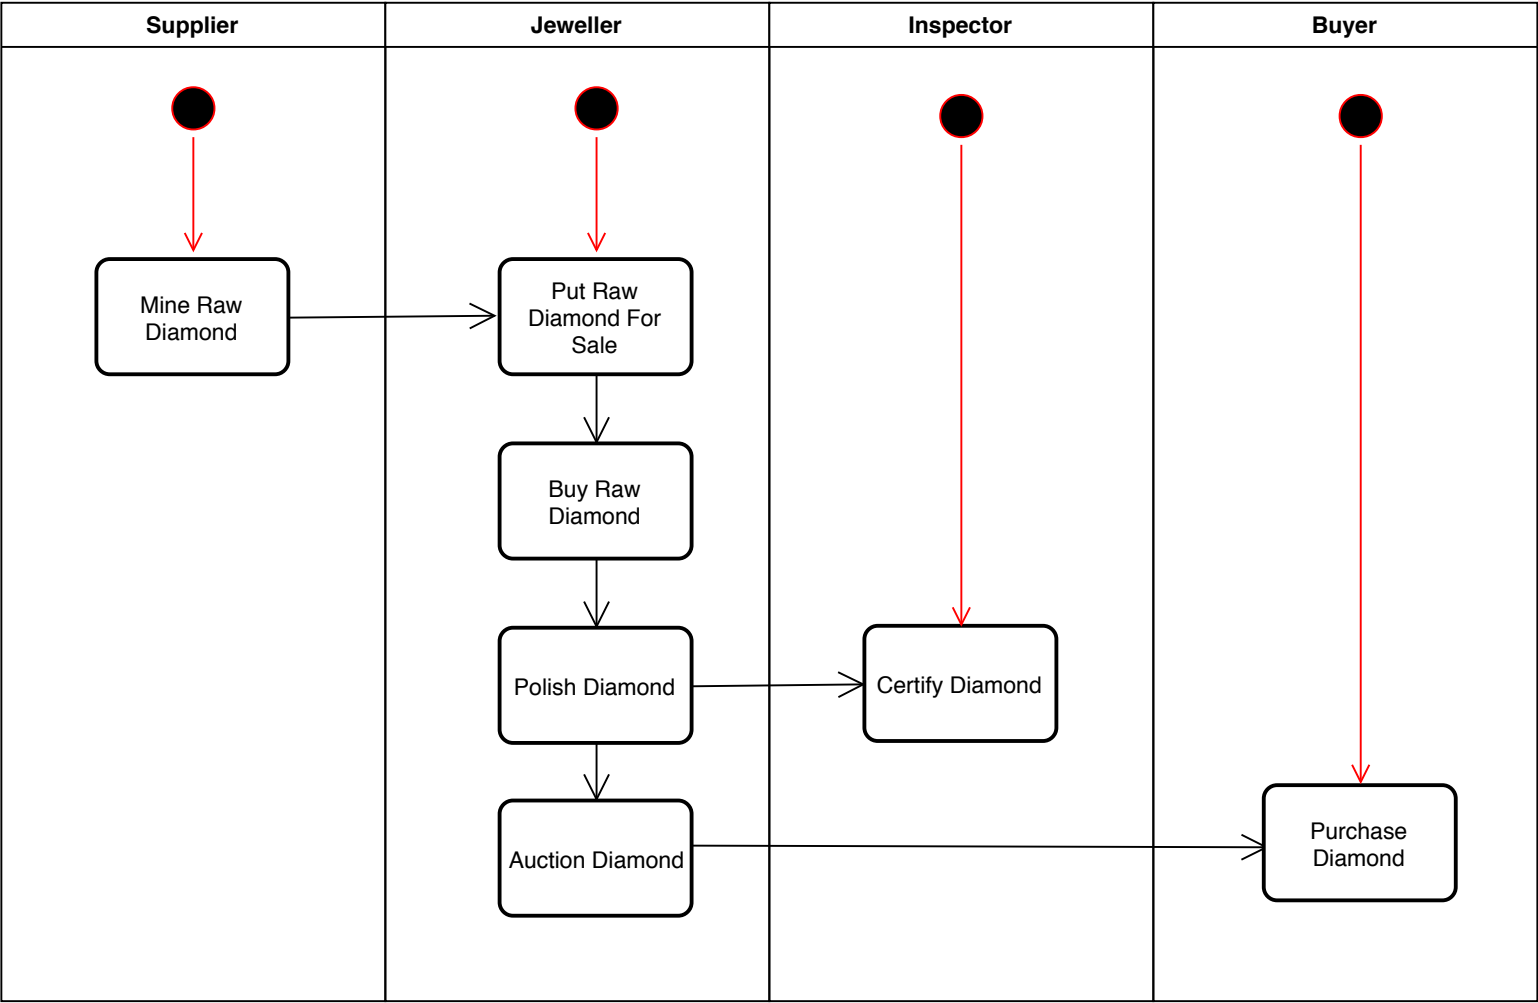 Supplier
Jeweller
Inspector
Buyer
Mine Raw
Diamond
Put Raw
Diamond For
Sale
Buy Raw
Diamond
Polish Diamond
Certify Diamond
Auction Diamond
Purchase
Diamond